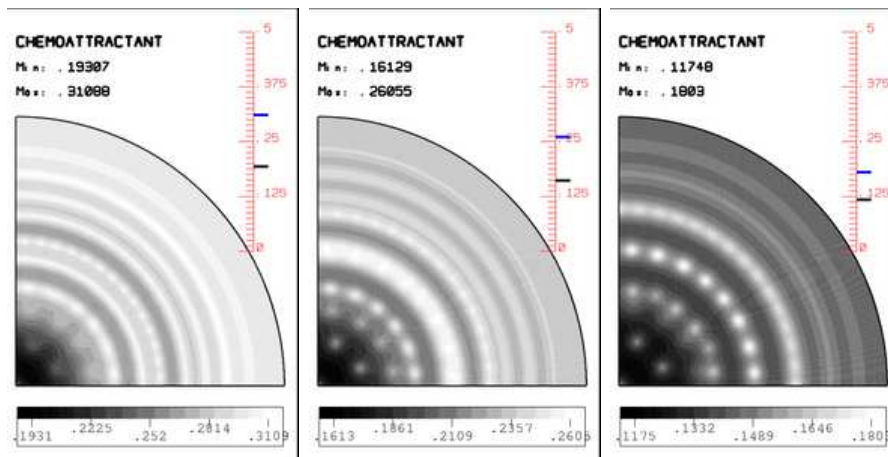 CHEMOATTRACTANT
Min: .19307
Max: .31088
.5
.375
.25
.125
0
.1931 .2225 .252 .2814 .3109
CHEMOATTRACTANT
Min: .16129
Max: .26055
.5
.375
.25
.125
0
.1613 .1861 .2109 .2357 .2605
CHEMOATTRACTANT
Min: .11748
Max: .1803
.5
.375
.25
.125
0
.1175 .1332 .1489 .1646 .1803